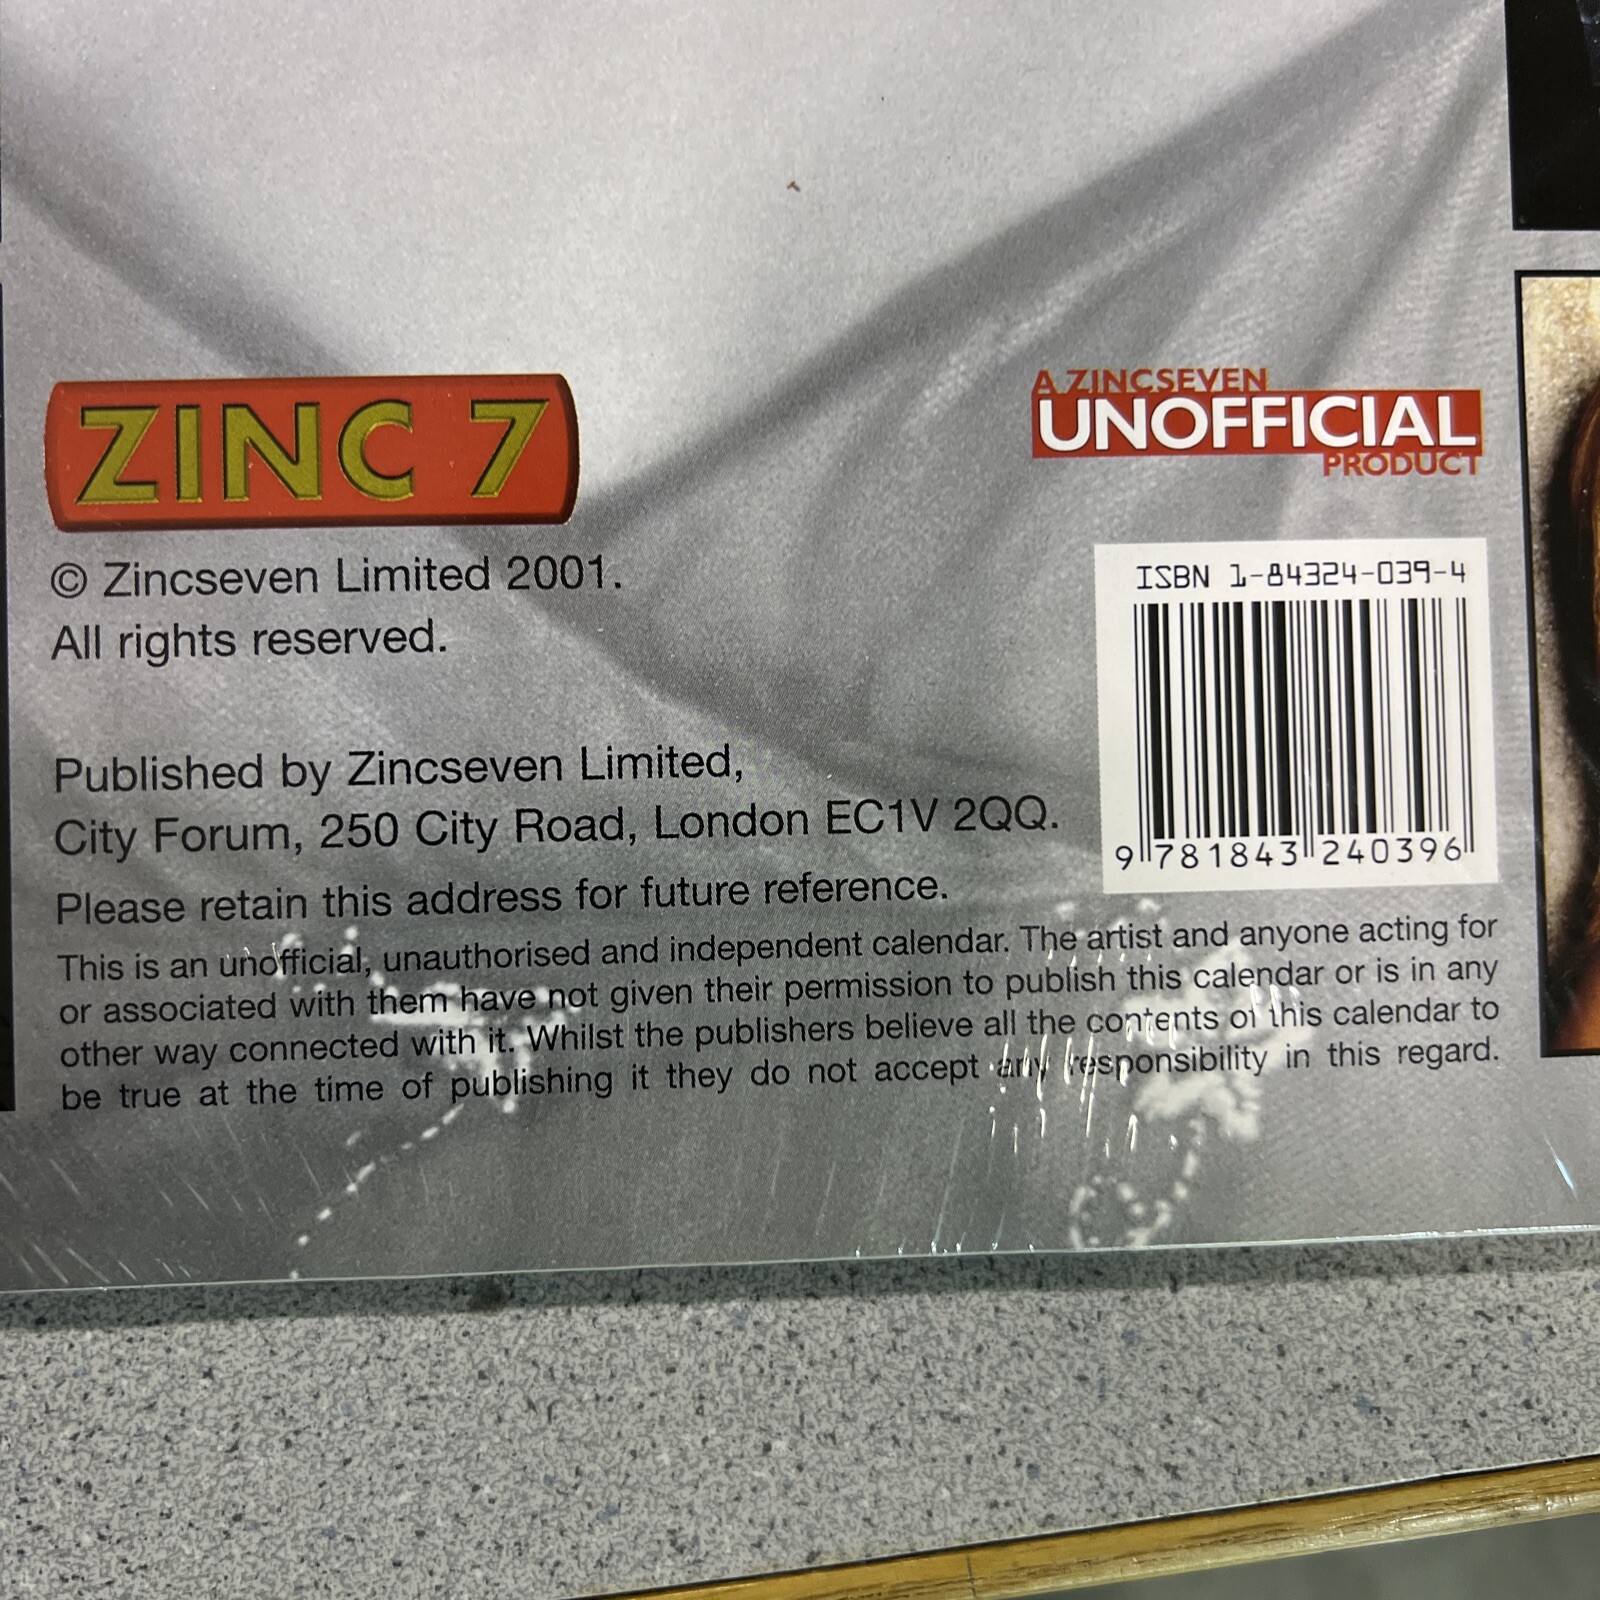 ZINC 7
A ZINCSEVEN
UNOFFICIAL
PRODUCT
© Zincseven Limited 2001.
All rights reserved.
ISBN 1-84324-039-4
9 781843 240396
Published by Zincseven Limited,
City Forum, 250 City Road, London EC1V 2QQ.
Please retain this address for future reference.
This is an unofficial, unauthorised and independent calendar. The artist and anyone acting for
or associated with them have not given their permission to publish this calendar or is in any
other way connected with it. Whilst the publishers believe all the contents of this calendar to
be true at the time of publishing it they do not accept any responsibility in this regard.